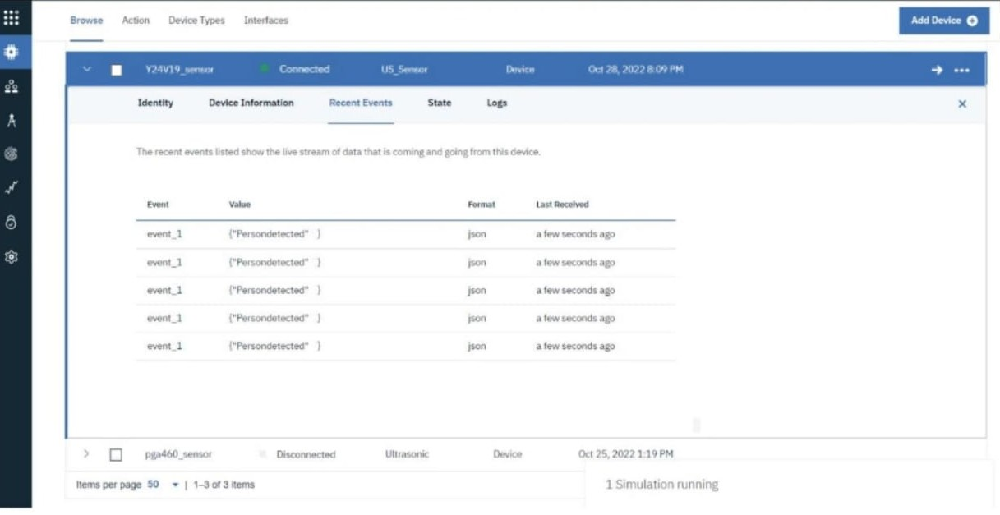 Browse Action Device Types Interfaces Add Device
Y24V19_sensor Connected US_Sensor Device Oct 28, 2022 8:09 PM
Identity Device Information Recent Events State Logs
The recent events listed show the live stream of data that is coming and going from this device.
Event Value Format Last Received
event_1 {"Persondetected" } json a few seconds ago
event_1 {"Persondetected" } json a few seconds ago
event_1 {"Persondetected" } json a few seconds ago
event_1 {"Persondetected" } json a few seconds ago
event_1 {"Persondetected" } json a few seconds ago
pga460_sensor Disconnected Ultrasonic Device Oct 25, 2022 1:19 PM
Items per page 50 | 1–3 of 3 items
1 Simulation running